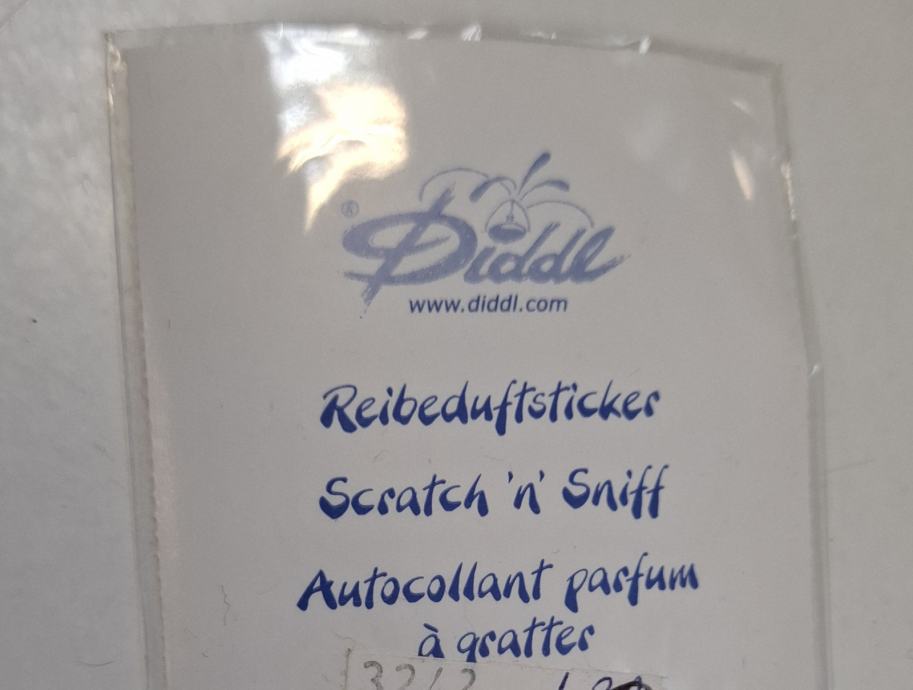 ® Diddl
www.diddl.com
Reibeduftsticker
Scratch 'n' Sniff
Autocollant parfum
à gratter